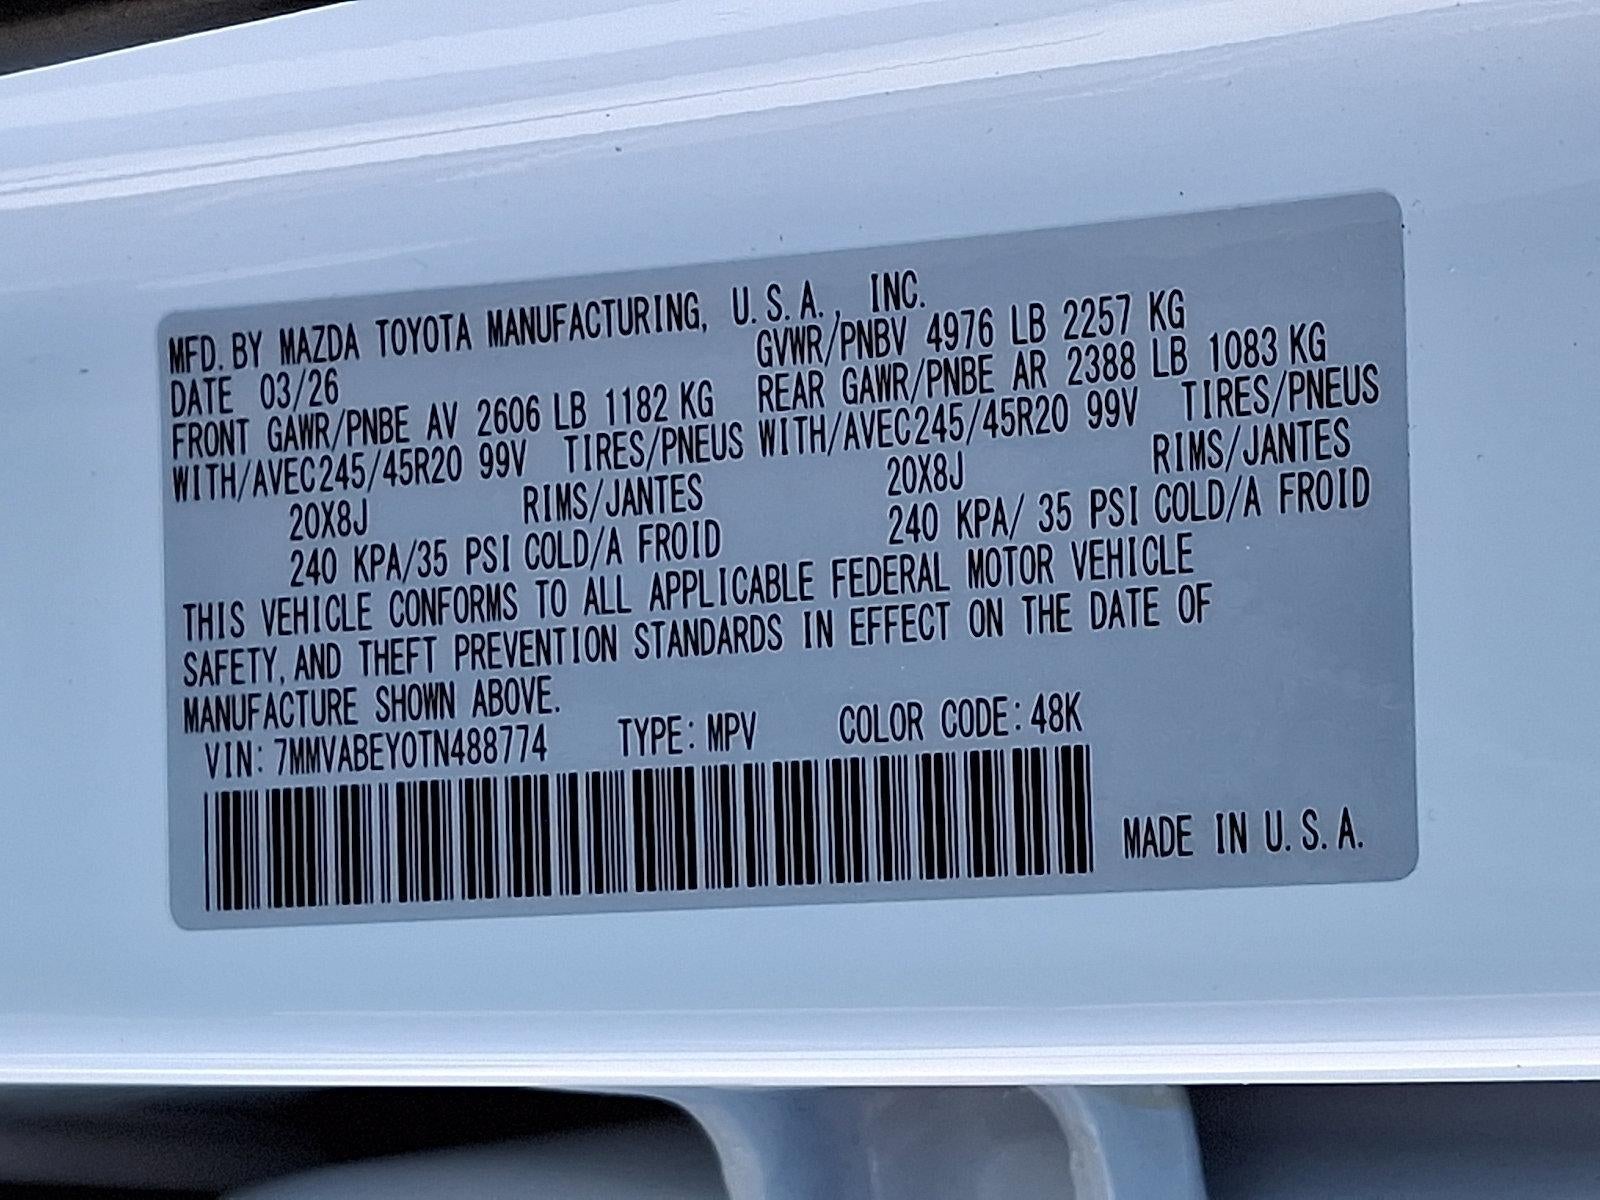 MFD. BY MAZDA TOYOTA MANUFACTURING, U.S.A., INC.
DATE 03/26 GVWR/PNBV 4976 LB 2257 KG
FRONT GAWR/PNBE AV 2606 LB 1182 KG REAR GAWR/PNBE AR 2388 LB 1083 KG
WITH/AVEC245/45R20 99V TIRES/PNEUS WITH/AVEC245/45R20 99V TIRES/PNEUS
20X8J RIMS/JANTES 20X8J RIMS/JANTES
240 KPA/35 PSI COLD/A FROID 240 KPA/ 35 PSI COLD/A FROID
THIS VEHICLE CONFORMS TO ALL APPLICABLE FEDERAL MOTOR VEHICLE
SAFETY, AND THEFT PREVENTION STANDARDS IN EFFECT ON THE DATE OF
MANUFACTURE SHOWN ABOVE.
VIN: 7MMVABEY0TN488774 TYPE: MPV COLOR CODE: 48K
MADE IN U.S.A.